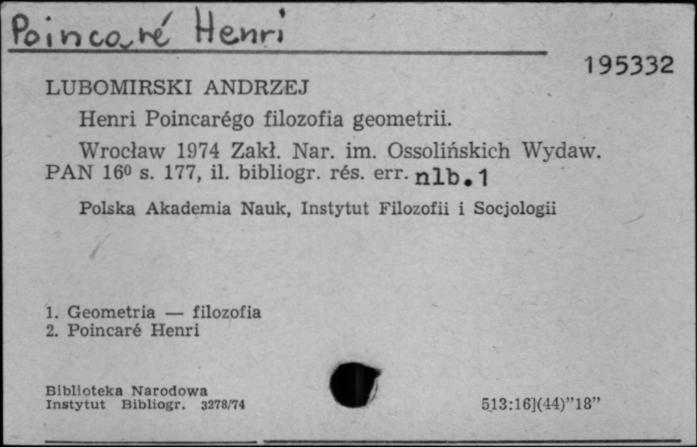 Poincaré Henri
195332
LUBOMIRSKI ANDRZEJ
Henri Poincarégo filozofia geometrii.
Wrocław 1974 Zakł. Nar. im. Ossolińskich Wydaw.
PAN 16⁰ s. 177, il. bibliogr. rés. err. nlb.1
Polska Akademia Nauk, Instytut Filozofii i Socjologii
1. Geometria — filozofia
2. Poincaré Henri
Biblioteka Narodowa
Instytut Bibliogr. 3278/74
513:16](44)”18”